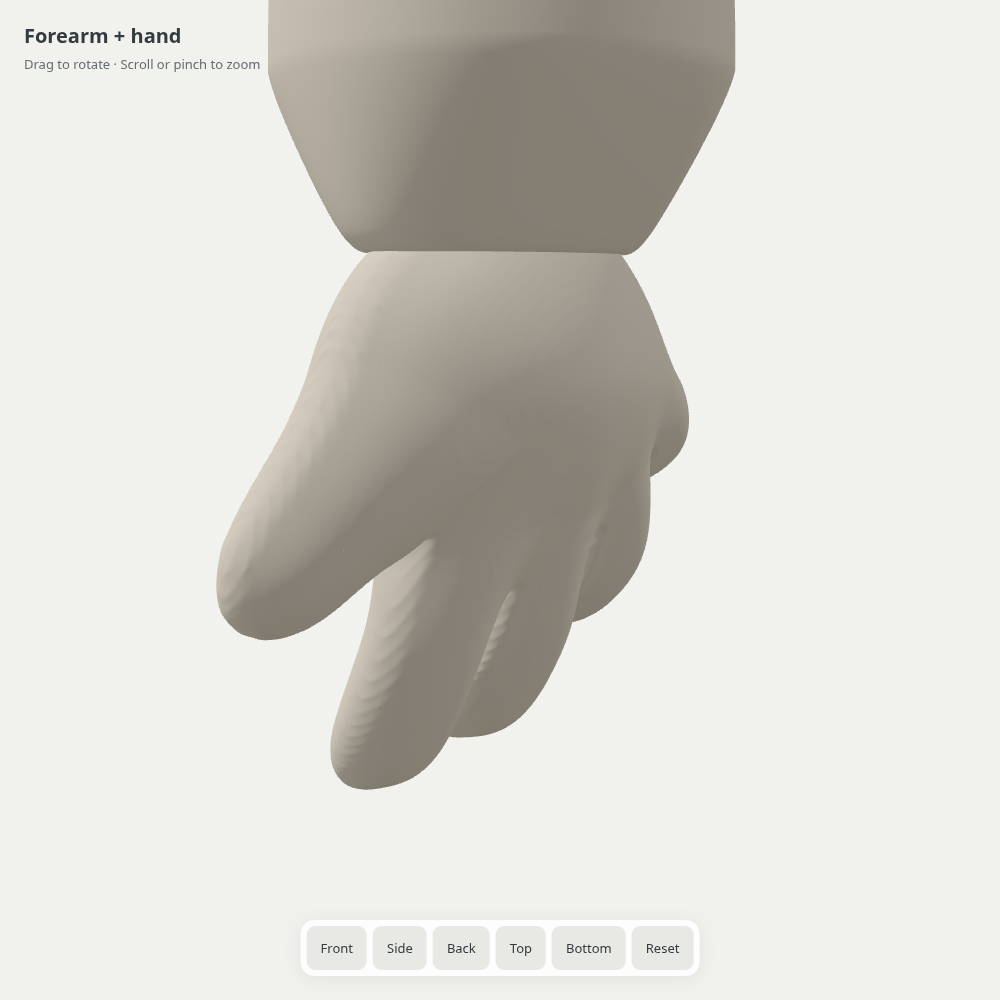 Forearm + hand
Drag to rotate · Scroll or pinch to zoom
Front Side Back Top Bottom Reset